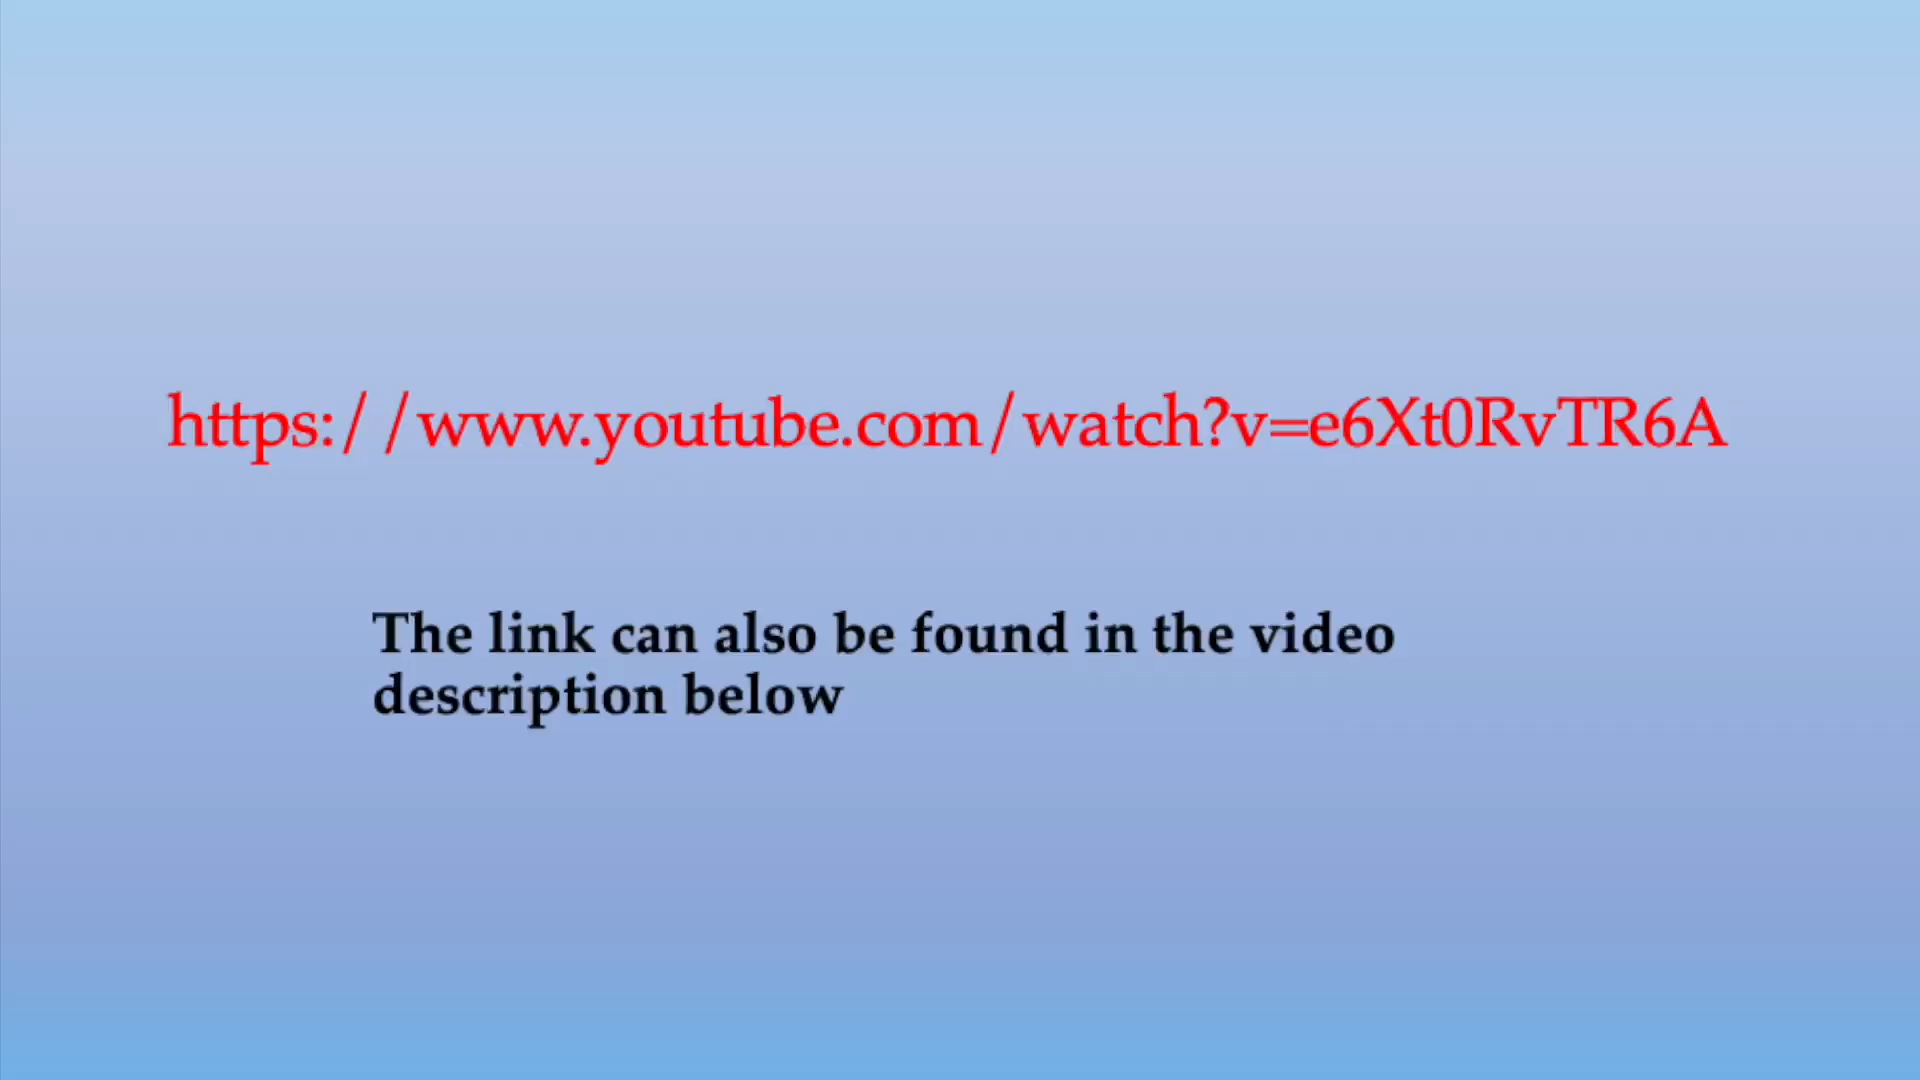 https://www.youtube.com/watch?v=e6Xt0RvTR6A
The link can also be found in the video
description below